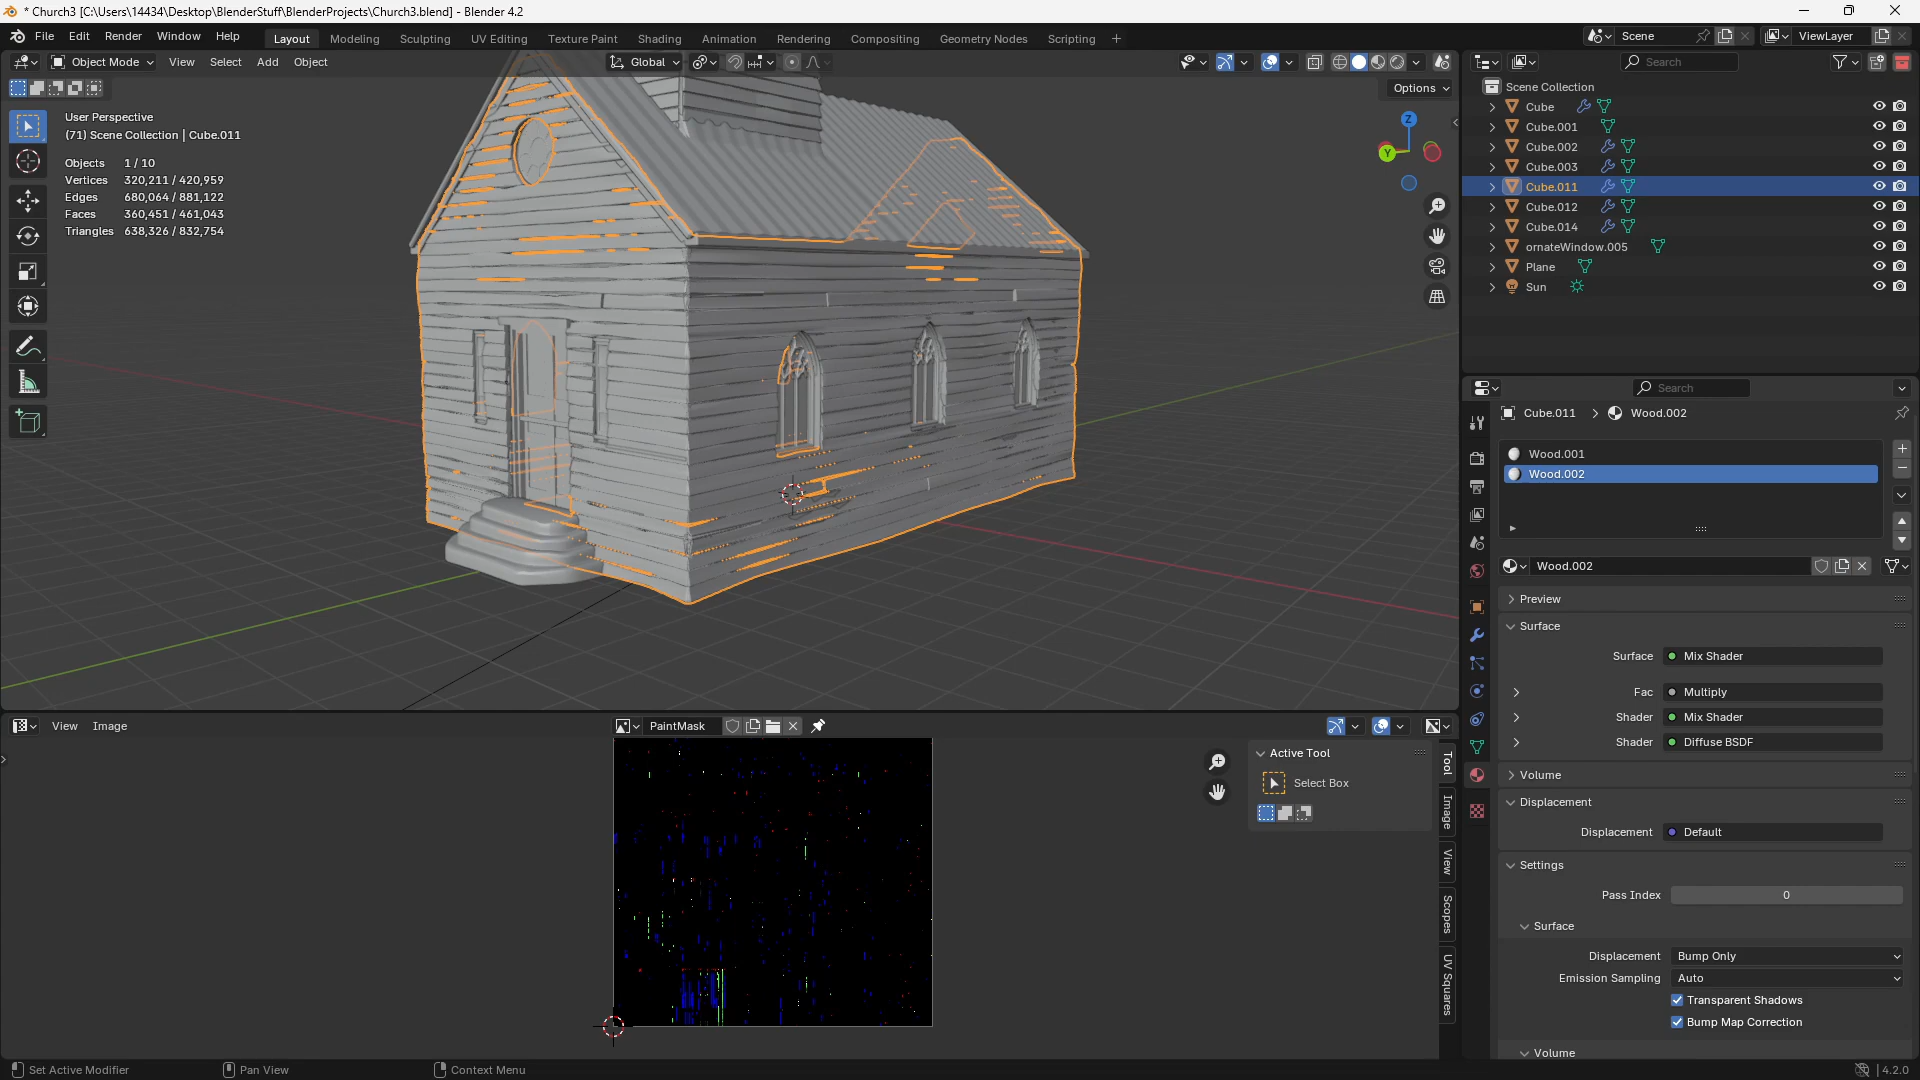 * Church3 [C:\Users\14434\Desktop\BlenderStuff\BlenderProjects\Church3.blend] - Blender 4.2
File Edit Render Window Help Layout Modeling Sculpting UV Editing Texture Paint Shading Animation Rendering Compositing Geometry Nodes Scripting + Scene ViewLayer
Object Mode View Select Add Object Global Search
Options
User Perspective
(71) Scene Collection | Cube.011
Objects 1 / 10
Vertices 320,211 / 420,959
Edges 680,064 / 881,122
Faces 360,451 / 461,043
Triangles 638,326 / 832,754
Z
Y
Scene Collection
Cube
Cube.001
Cube.002
Cube.003
Cube.011
Cube.012
Cube.014
ornateWindow.005
Plane
Sun
Search
Cube.011 > Wood.002
Wood.001
Wood.002
Wood.002
Preview
Surface
Surface Mix Shader
Fac Multiply
Shader Mix Shader
Shader Diffuse BSDF
Volume
Displacement
Displacement Default
Settings
Pass Index 0
Surface
Displacement Bump Only
Emission Sampling Auto
Transparent Shadows
Bump Map Correction
Volume
View Image PaintMask
Active Tool
Select Box
Tool
Image
View
Scopes
UV Squares
Set Active Modifier Pan View Context Menu 4.2.0